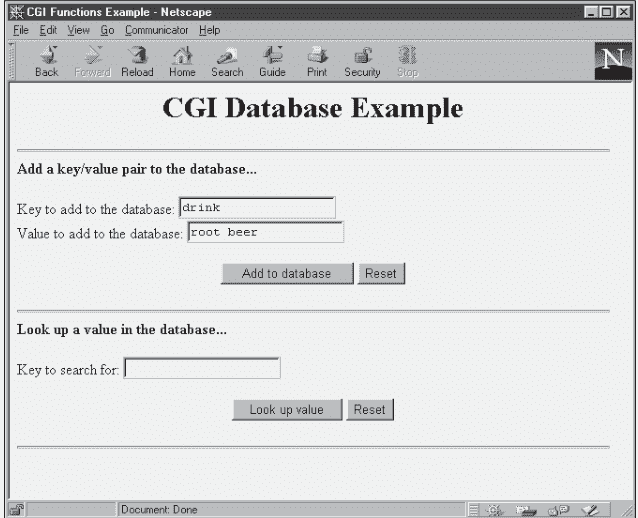 CGI Functions Example - Netscape
File Edit View Go Communicator Help
Back Forward Reload Home Search Guide Print Security Stop
N
CGI Database Example
Add a key/value pair to the database...
Key to add to the database: drink
Value to add to the database: root beer
Add to database Reset
Look up a value in the database...
Key to search for:
Look up value Reset
Document: Done